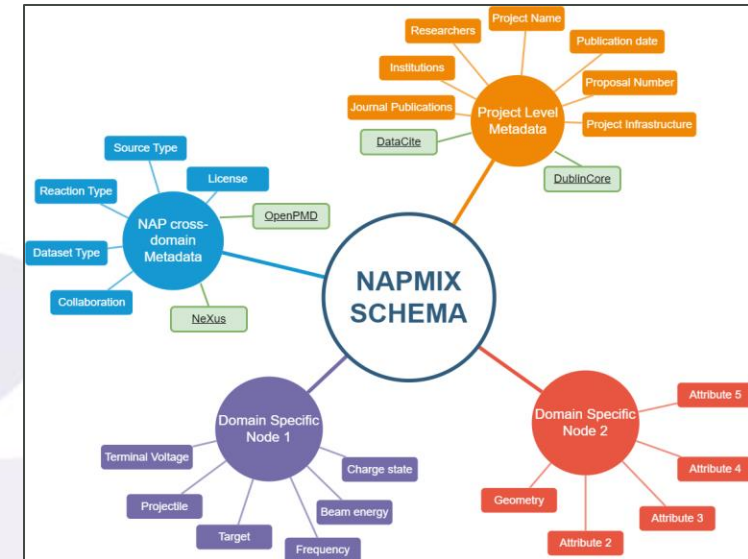 Project Name
Researchers
Publication date
Institutions
Proposal Number
Journal Publications
Project Level
Metadata
Project Infrastructure
DataCite
DublinCore
Source Type
License
Reaction Type
NAP cross-
domain
Metadata
OpenPMD
Dataset Type
Collaboration
NeXus
NAPMIX
SCHEMA
Domain Specific
Node 1
Terminal Voltage
Charge state
Projectile
Beam energy
Target
Frequency
Domain Specific
Node 2
Attribute 5
Attribute 4
Geometry
Attribute 3
Attribute 2